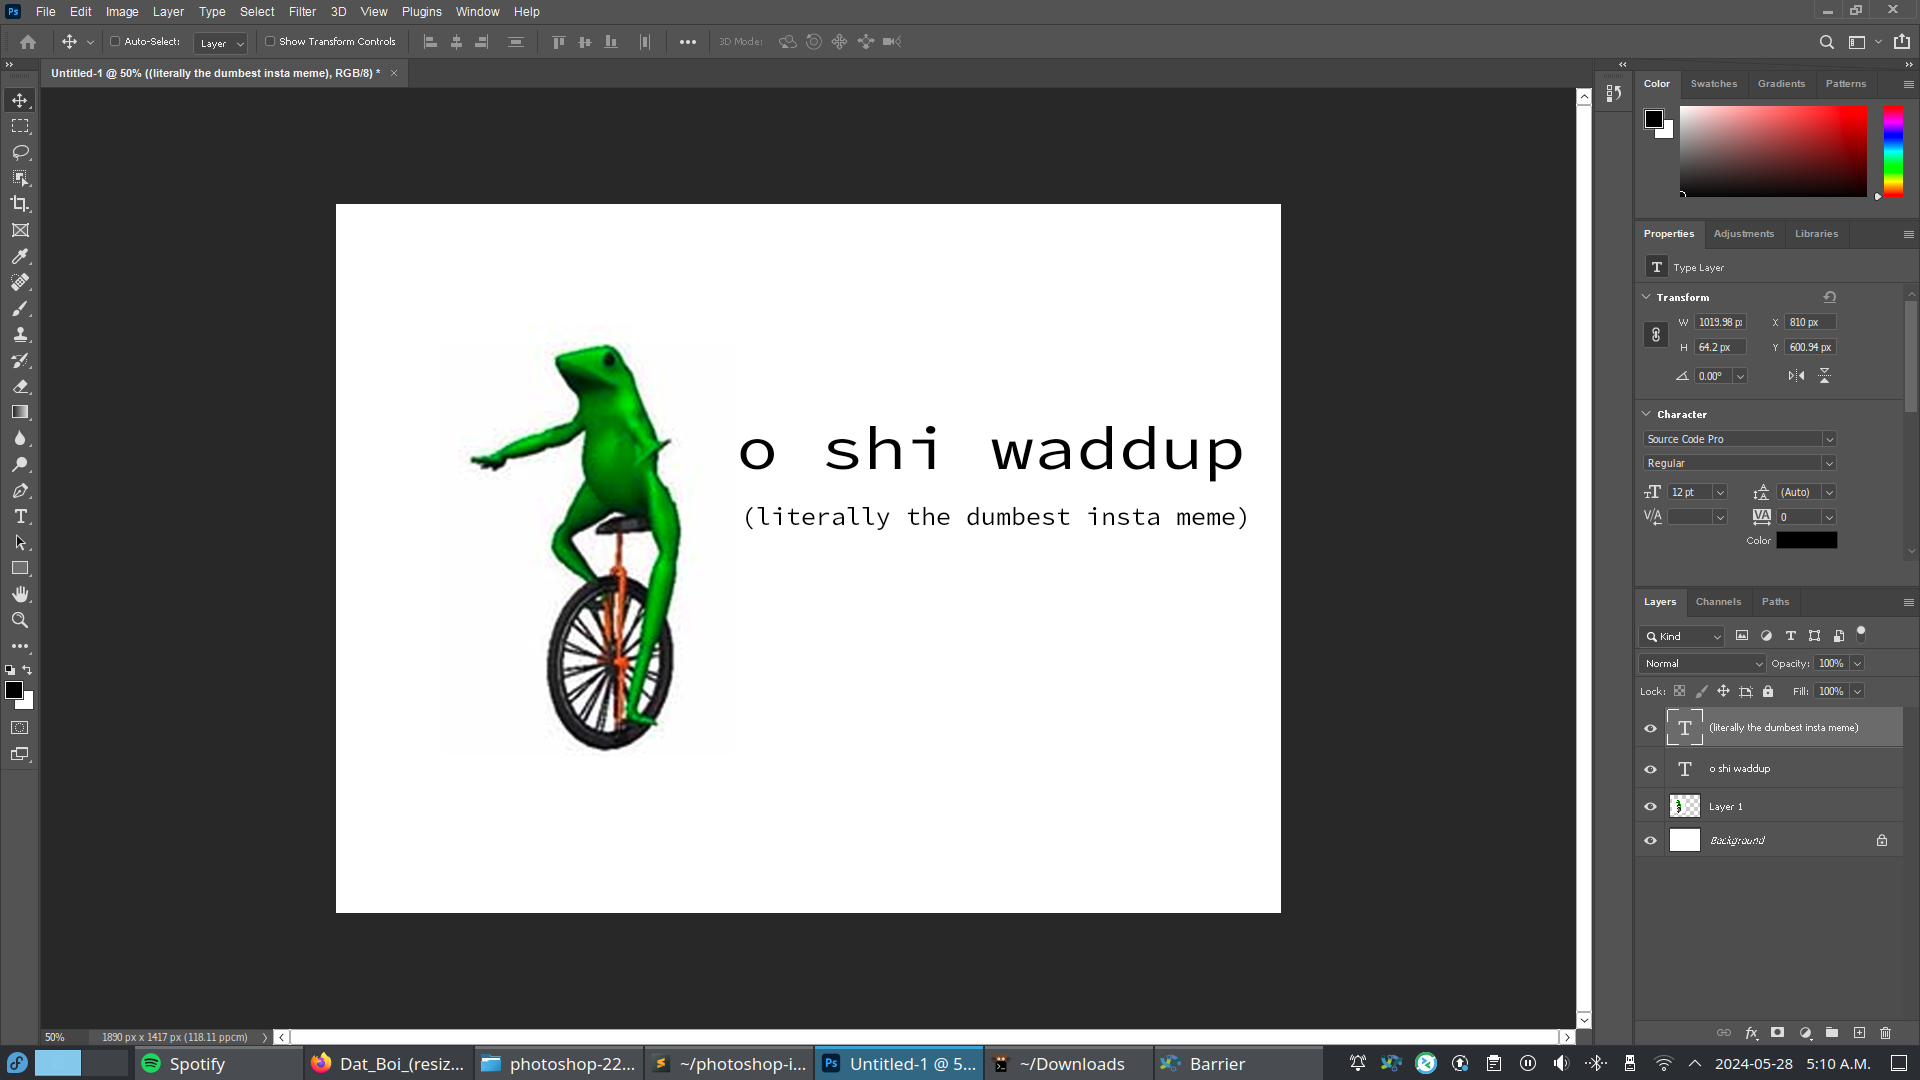 Ps File Edit Image Layer Type Select Filter 3D View Plugins Window Help
Auto-Select: Layer Show Transform Controls 3D Mode:
Untitled-1 @ 50% ((literally the dumbest insta meme), RGB/8) *
Color Swatches Gradients Patterns
Properties Adjustments Libraries
T Type Layer
Transform
W 1019.98 px X 810 px
H 64.2 px Y 600.94 px
0.00°
Character
Source Code Pro
Regular
12 pt (Auto)
V/A VA 0
Color
o shi waddup
(literally the dumbest insta meme)
Layers Channels Paths
Kind
Normal Opacity: 100%
Lock: Fill: 100%
T (literally the dumbest insta meme)
T o shi waddup
Layer 1
Background
fx
50% 1890 px x 1417 px (118.11 ppcm)
Spotify Dat_Boi_(resiz... photoshop-22... ~/photoshop-i... Ps Untitled-1 @ 5... ~/Downloads Barrier 2024-05-28 5:10 A.M.